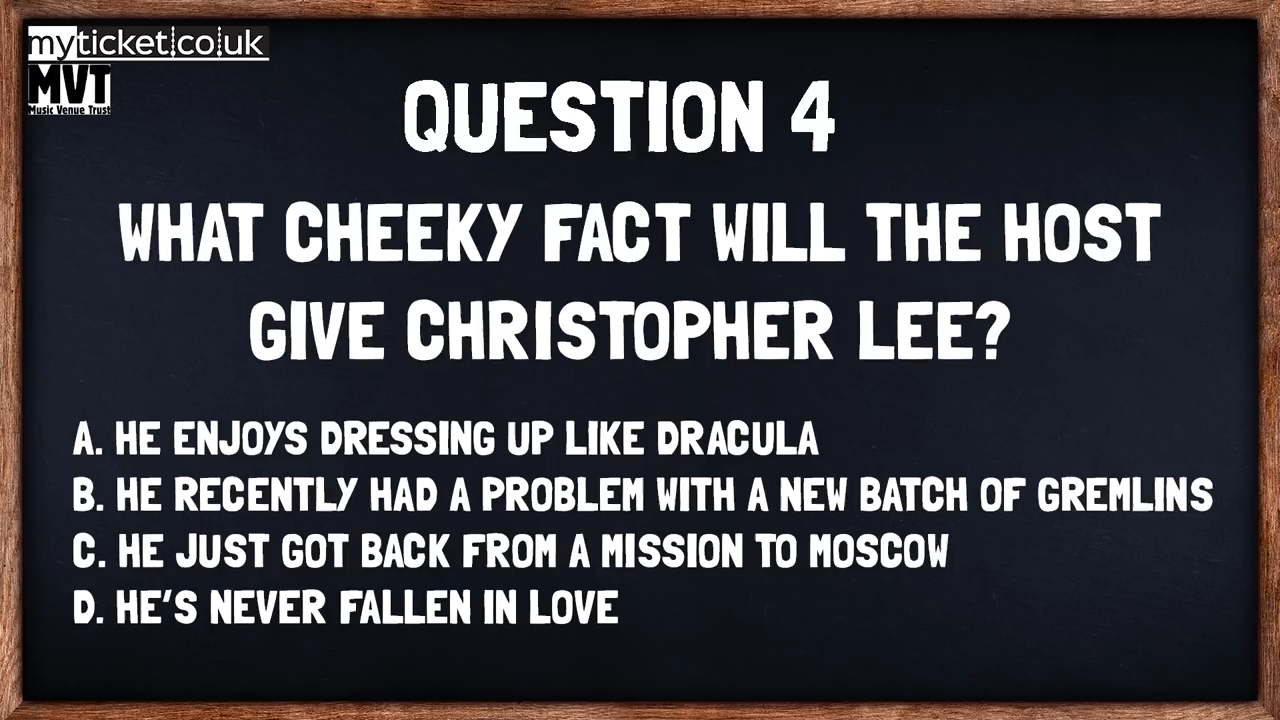 myticket.co.uk
MVT
Music Venue Trust
QUESTION 4
WHAT CHEEKY FACT WILL THE HOST
GIVE CHRISTOPHER LEE?
A. HE ENJOYS DRESSING UP LIKE DRACULA
B. HE RECENTLY HAD A PROBLEM WITH A NEW BATCH OF GREMLINS
C. HE JUST GOT BACK FROM A MISSION TO MOSCOW
D. HE'S NEVER FALLEN IN LOVE